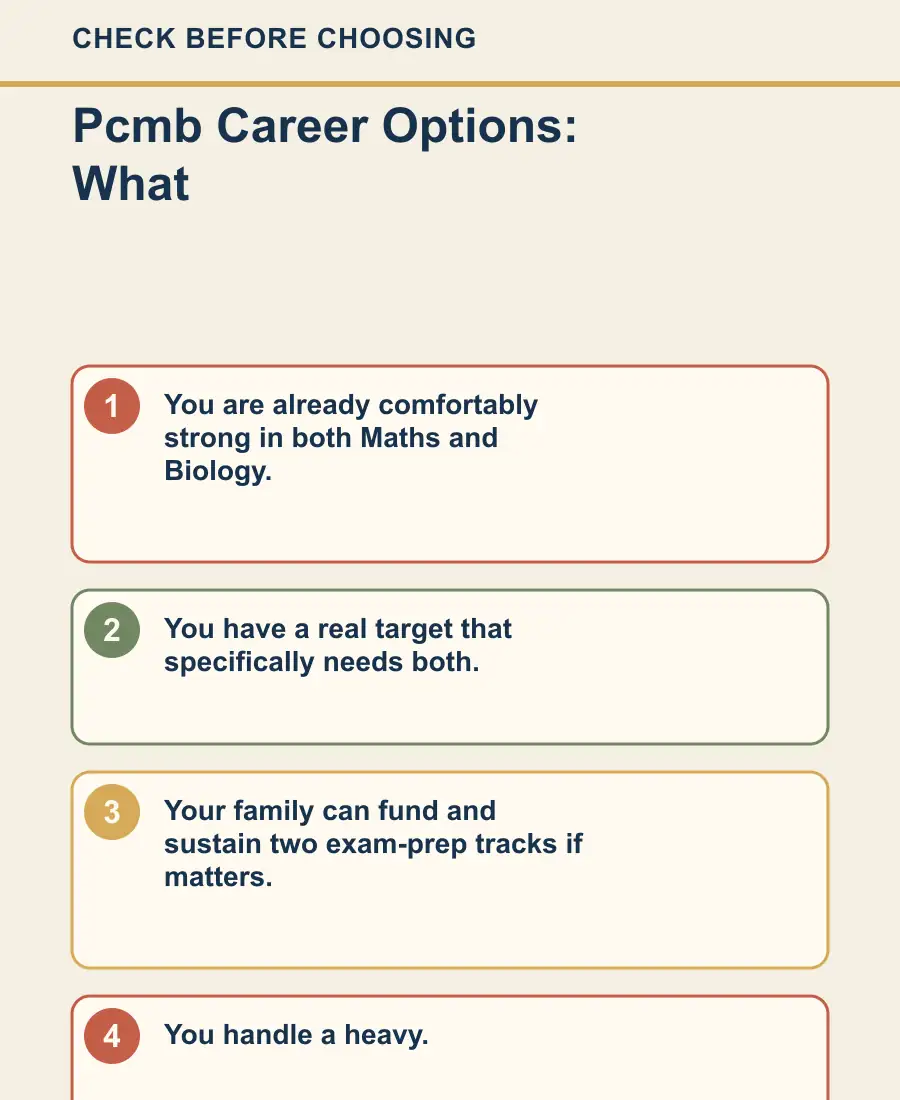 CHECK BEFORE CHOOSING
Pcmb Career Options:
What
1
You are already comfortably
strong in both Maths and
Biology.
2
You have a real target that
specifically needs both.
3
Your family can fund and
sustain two exam-prep tracks if
matters.
4
You handle a heavy.